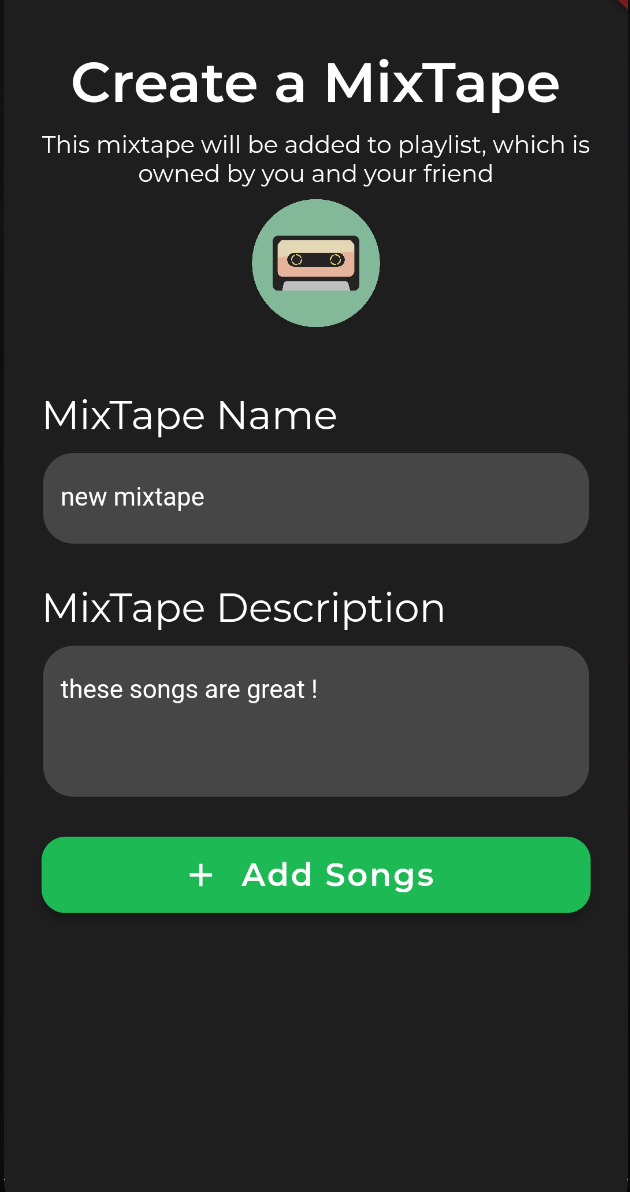 Create a MixTape
This mixtape will be added to playlist, which is
owned by you and your friend
MixTape Name
new mixtape
MixTape Description
these songs are great !
+ Add Songs